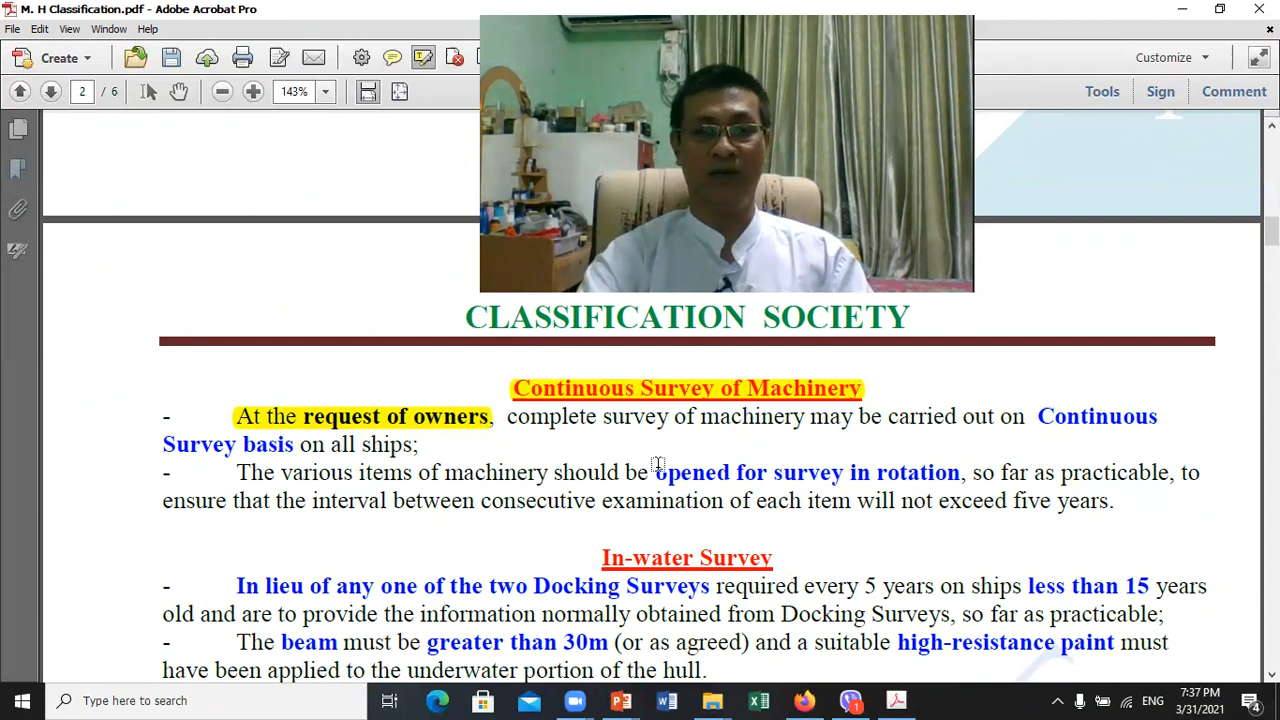 M. H Classification.pdf - Adobe Acrobat Pro
File Edit View Window Help
Create
Customize
2 / 6
143%
Tools Sign Comment
CLASSIFICATION SOCIETY
Continuous Survey of Machinery
- At the request of owners, complete survey of machinery may be carried out on Continuous
Survey basis on all ships;
- The various items of machinery should be opened for survey in rotation, so far as practicable, to
ensure that the interval between consecutive examination of each item will not exceed five years.
In-water Survey
- In lieu of any one of the two Docking Surveys required every 5 years on ships less than 15 years
old and are to provide the information normally obtained from Docking Surveys, so far as practicable;
- The beam must be greater than 30m (or as agreed) and a suitable high-resistance paint must
have been applied to the underwater portion of the hull.
Type here to search
1
ENG
7:37 PM
3/31/2021
4